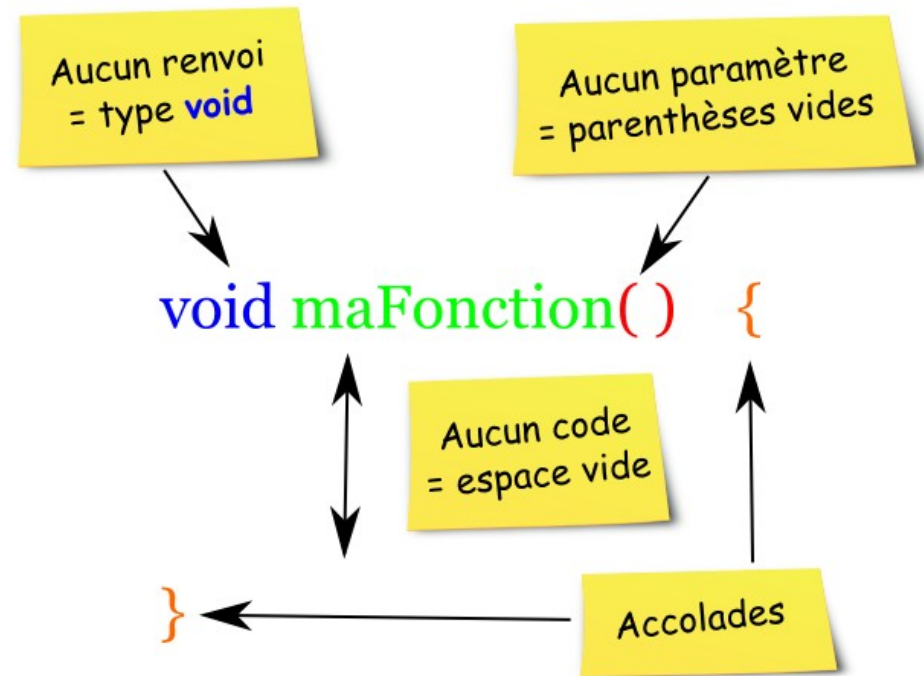 Aucun renvoi
= type void
Aucun paramètre
= parenthèses vides
void maFonction( ) {
Aucun code
= espace vide
}
Accolades